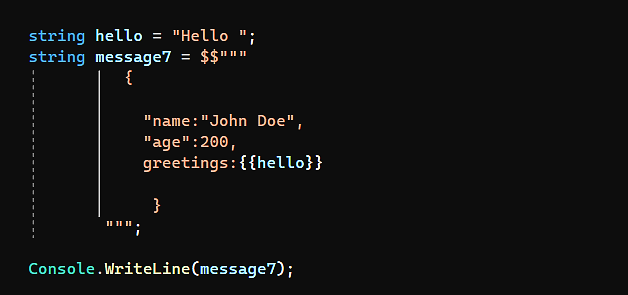 string hello = "Hello ";
string message7 = $$"""
{
"name:"John Doe",
"age":200,
greetings:{{hello}}
}
""";
Console.WriteLine(message7);